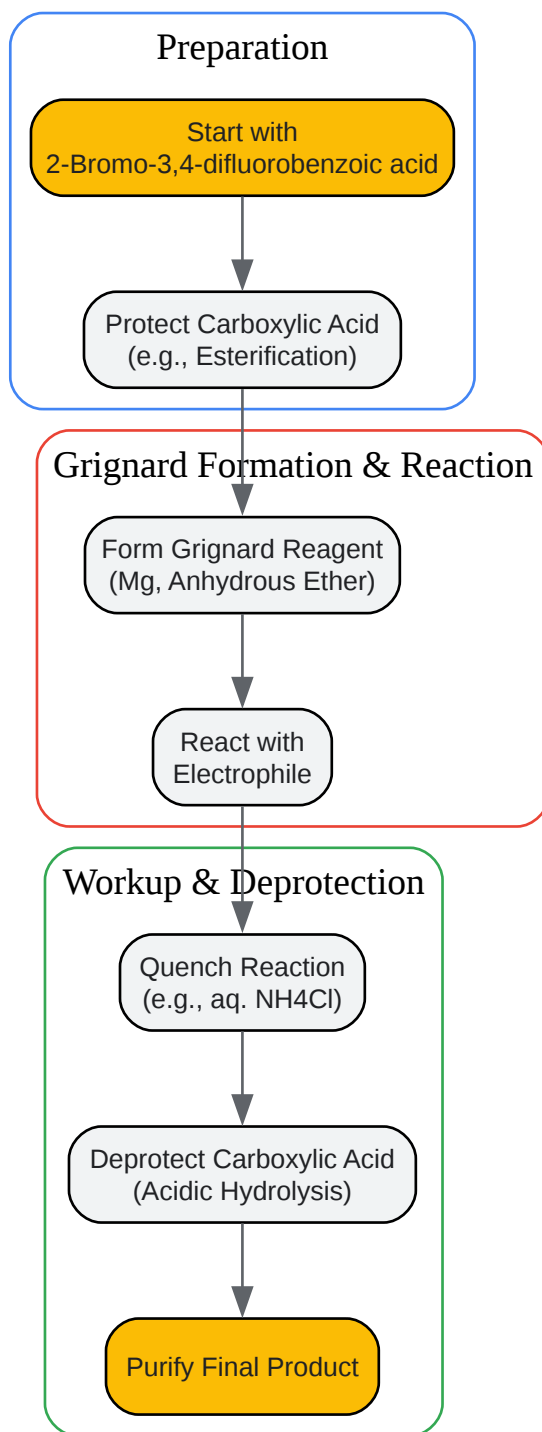 Preparation
Start with
2-Bromo-3,4-difluorobenzoic acid
Protect Carboxylic Acid
(e.g., Esterification)
Grignard Formation & Reaction
Form Grignard Reagent
(Mg, Anhydrous Ether)
React with
Electrophile
Workup & Deprotection
Quench Reaction
(e.g., aq. NH4Cl)
Deprotect Carboxylic Acid
(Acidic Hydrolysis)
Purify Final Product